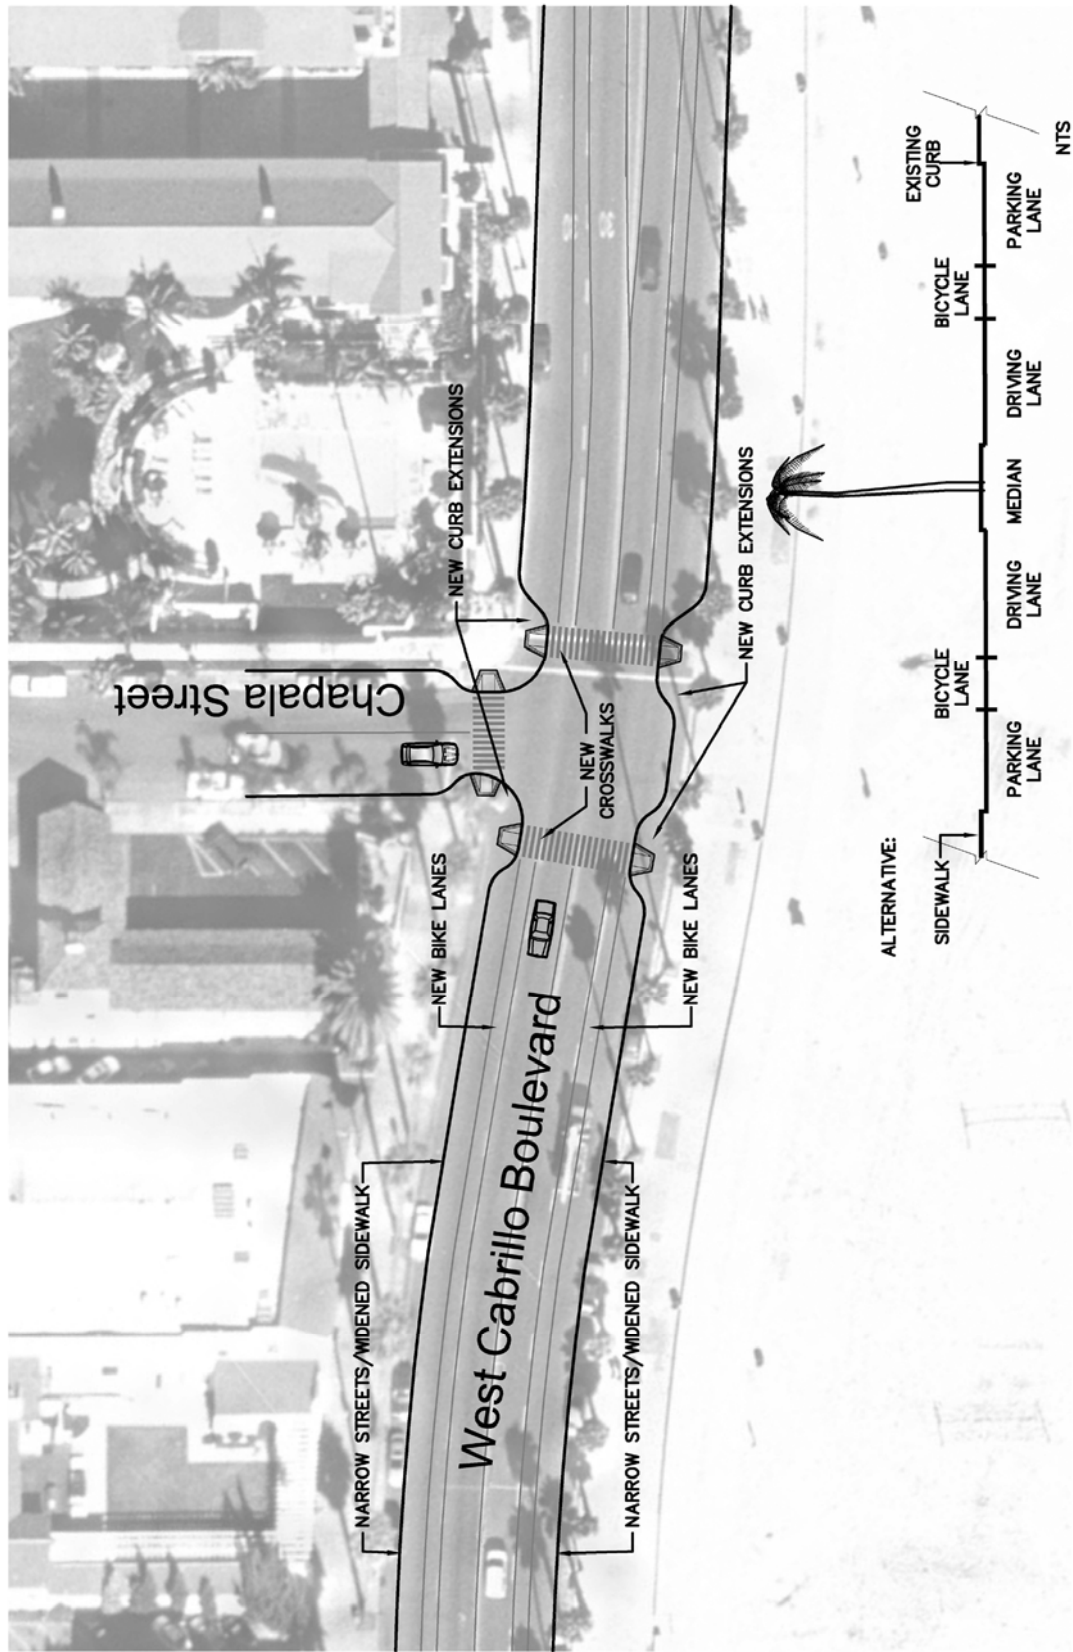 Chapala Street
NEW CURB EXTENSIONS
NEW
CROSSWALKS
NEW CURB EXTENSIONS
NEW BIKE LANES
NEW BIKE LANES
West Cabrillo Boulevard
NARROW STREETS/WIDENED SIDEWALK
NARROW STREETS/WIDENED SIDEWALK
ALTERNATIVE:
SIDEWALK
PARKING
LANE
BICYCLE
LANE
DRIVING
LANE
MEDIAN
DRIVING
LANE
BICYCLE
LANE
PARKING
LANE
EXISTING
CURB
NTS